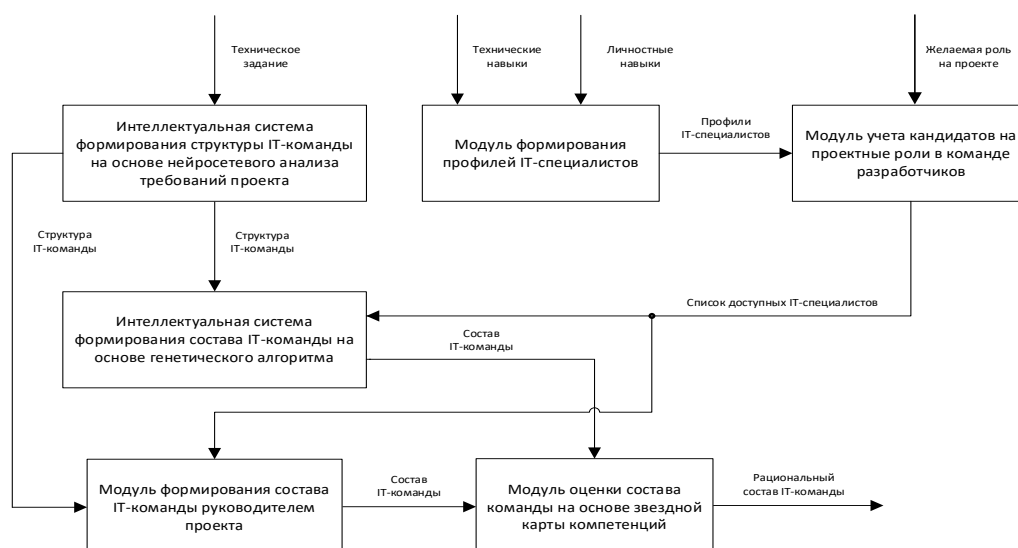 Техническое
задание
Технические
навыки
Личностные
навыки
Желаемая роль
на проекте
Интеллектуальная система
формирования структуры IT-команды
на основе нейросетевого анализа
требований проекта
Модуль формирования
профилей IT-специалистов
Профили
IT-специалистов
Модуль учета кандидатов на
проектные роли в команде
разработчиков
Структура
IT-команды
Структура
IT-команды
Список доступных IT-специалистов
Интеллектуальная система
формирования состава IT-команды на
основе генетического алгоритма
Состав
IT-команды
Модуль формирования состава
IT-команды руководителем
проекта
Состав
IT-команды
Модуль оценки состава
команды на основе звездной
карты компетенций
Рациональный
состав IT-команды